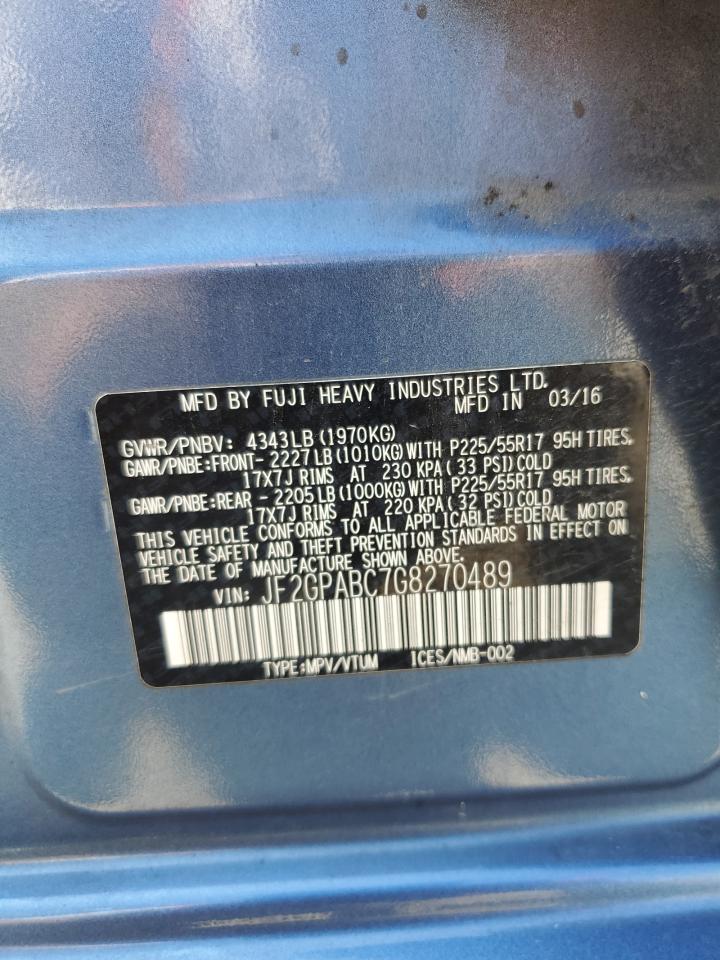 MFD BY FUJI HEAVY INDUSTRIES LTD.
MFD IN 03/16
GVWR/PNBV: 4343LB(1970KG)
GAWR/PNBE:FRONT-2227LB(1010KG)WITH P225/55R17 95H TIRES,
17X7J RIMS AT 230 KPA(33 PSI)COLD
GAWR/PNBE:REAR -2205LB(1000KG)WITH P225/55R17 95H TIRES,
17X7J RIMS AT 220 KPA(32 PSI)COLD
THIS VEHICLE CONFORMS TO ALL APPLICABLE FEDERAL MOTOR
VEHICLE SAFETY AND THEFT PREVENTION STANDARDS IN EFFECT ON
THE DATE OF MANUFACTURE SHOWN ABOVE.
VIN: JF2GPABC7G8270489
TYPE:MPV/VTUM ICES/NMB-002